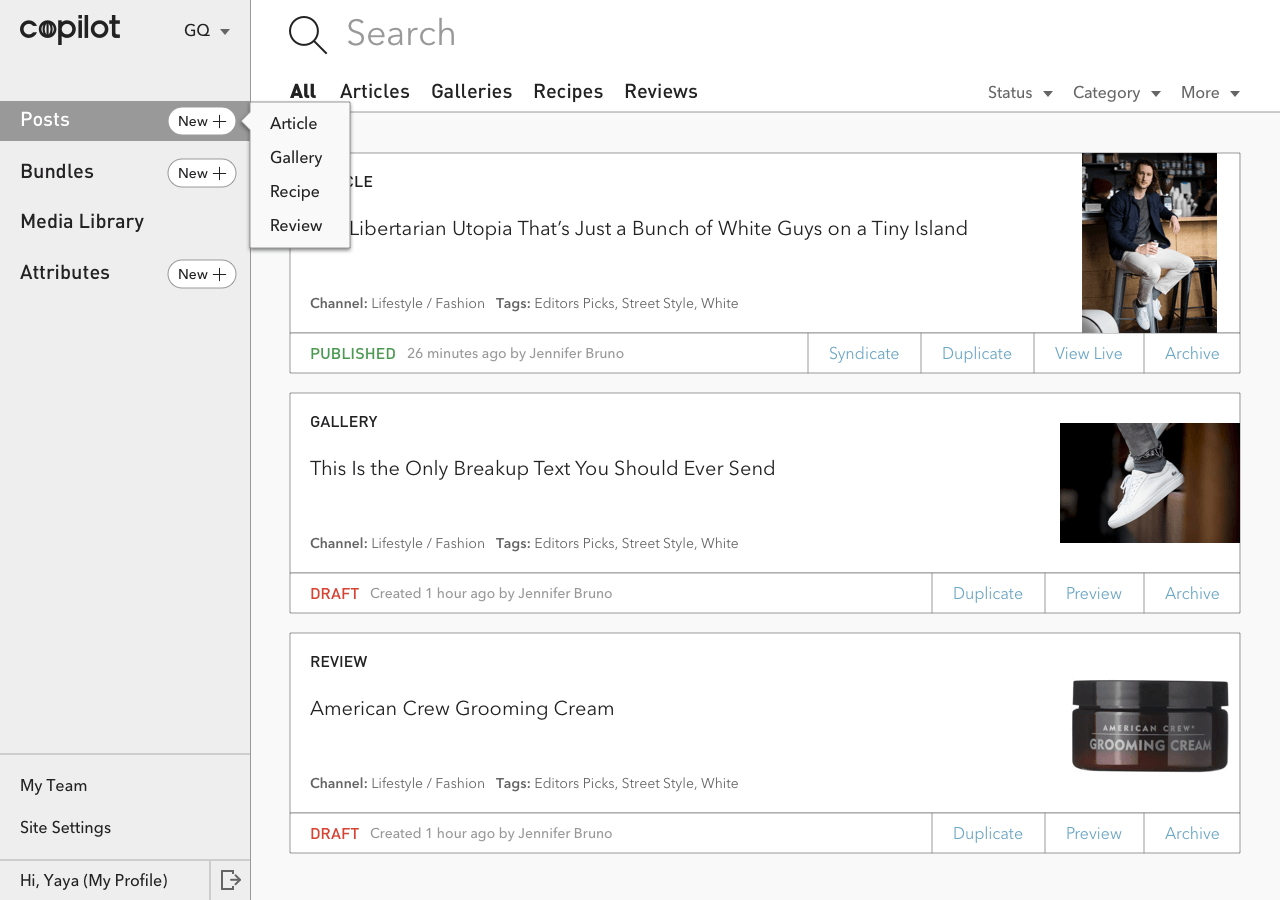 copilot
GQ
Search
All Articles Galleries Recipes Reviews
Status Category More
Posts
New
Article
Gallery
Recipe
Review
Bundles
New
Media Library
Attributes
New
Libertarian Utopia That's Just a Bunch of White Guys on a Tiny Island
Channel: Lifestyle / Fashion Tags: Editors Picks, Street Style, White
PUBLISHED 26 minutes ago by Jennifer Bruno
Syndicate Duplicate View Live Archive
GALLERY
This Is the Only Breakup Text You Should Ever Send
Channel: Lifestyle / Fashion Tags: Editors Picks, Street Style, White
DRAFT Created 1 hour ago by Jennifer Bruno
Duplicate Preview Archive
REVIEW
American Crew Grooming Cream
AMERICAN CREW
GROOMING CREAM
Channel: Lifestyle / Fashion Tags: Editors Picks, Street Style, White
DRAFT Created 1 hour ago by Jennifer Bruno
Duplicate Preview Archive
My Team
Site Settings
Hi, Yaya (My Profile)